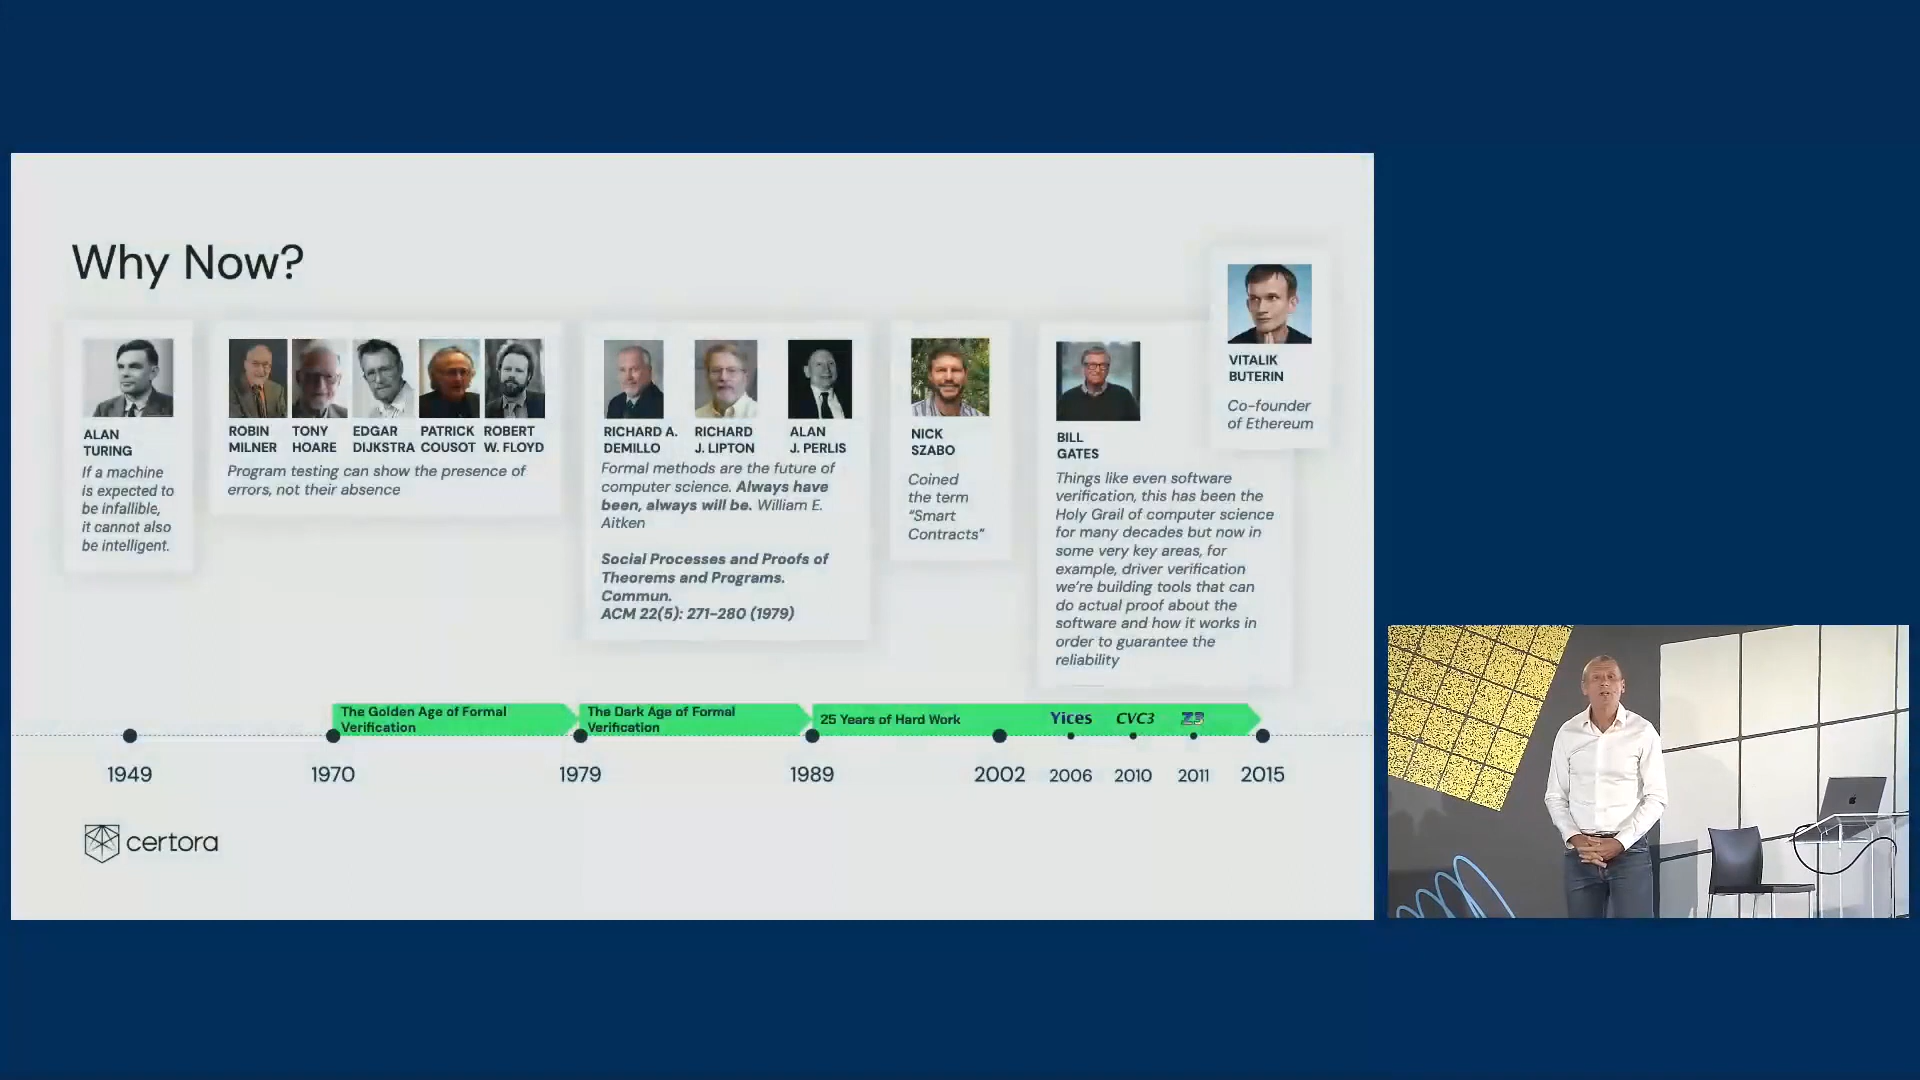 Why Now?
ALAN
TURING
If a machine
is expected to
be infallible,
it cannot also
be intelligent.
ROBIN
MILNER
TONY
HOARE
EDGAR
DIJKSTRA
PATRICK
COUSOT
ROBERT
W. FLOYD
Program testing can show the presence of
errors, not their absence
RICHARD A.
DEMILLO
RICHARD
J. LIPTON
ALAN
J. PERLIS
Formal methods are the future of
computer science. Always have
been, always will be. William E.
Aitken
Social Processes and Proofs of
Theorems and Programs.
Commun.
ACM 22(5): 271-280 (1979)
NICK
SZABO
Coined
the term
“Smart
Contracts”
BILL
GATES
Things like even software
verification, this has been the
Holy Grail of computer science
for many decades but now in
some very key areas, for
example, driver verification
we’re building tools that can
do actual proof about the
software and how it works in
order to guarantee the
reliability
VITALIK
BUTERIN
Co-founder
of Ethereum
The Golden Age of Formal
Verification
The Dark Age of Formal
Verification
25 Years of Hard Work
Yices
CVC3
Z3
1949
1970
1979
1989
2002
2006
2010
2011
2015
certora